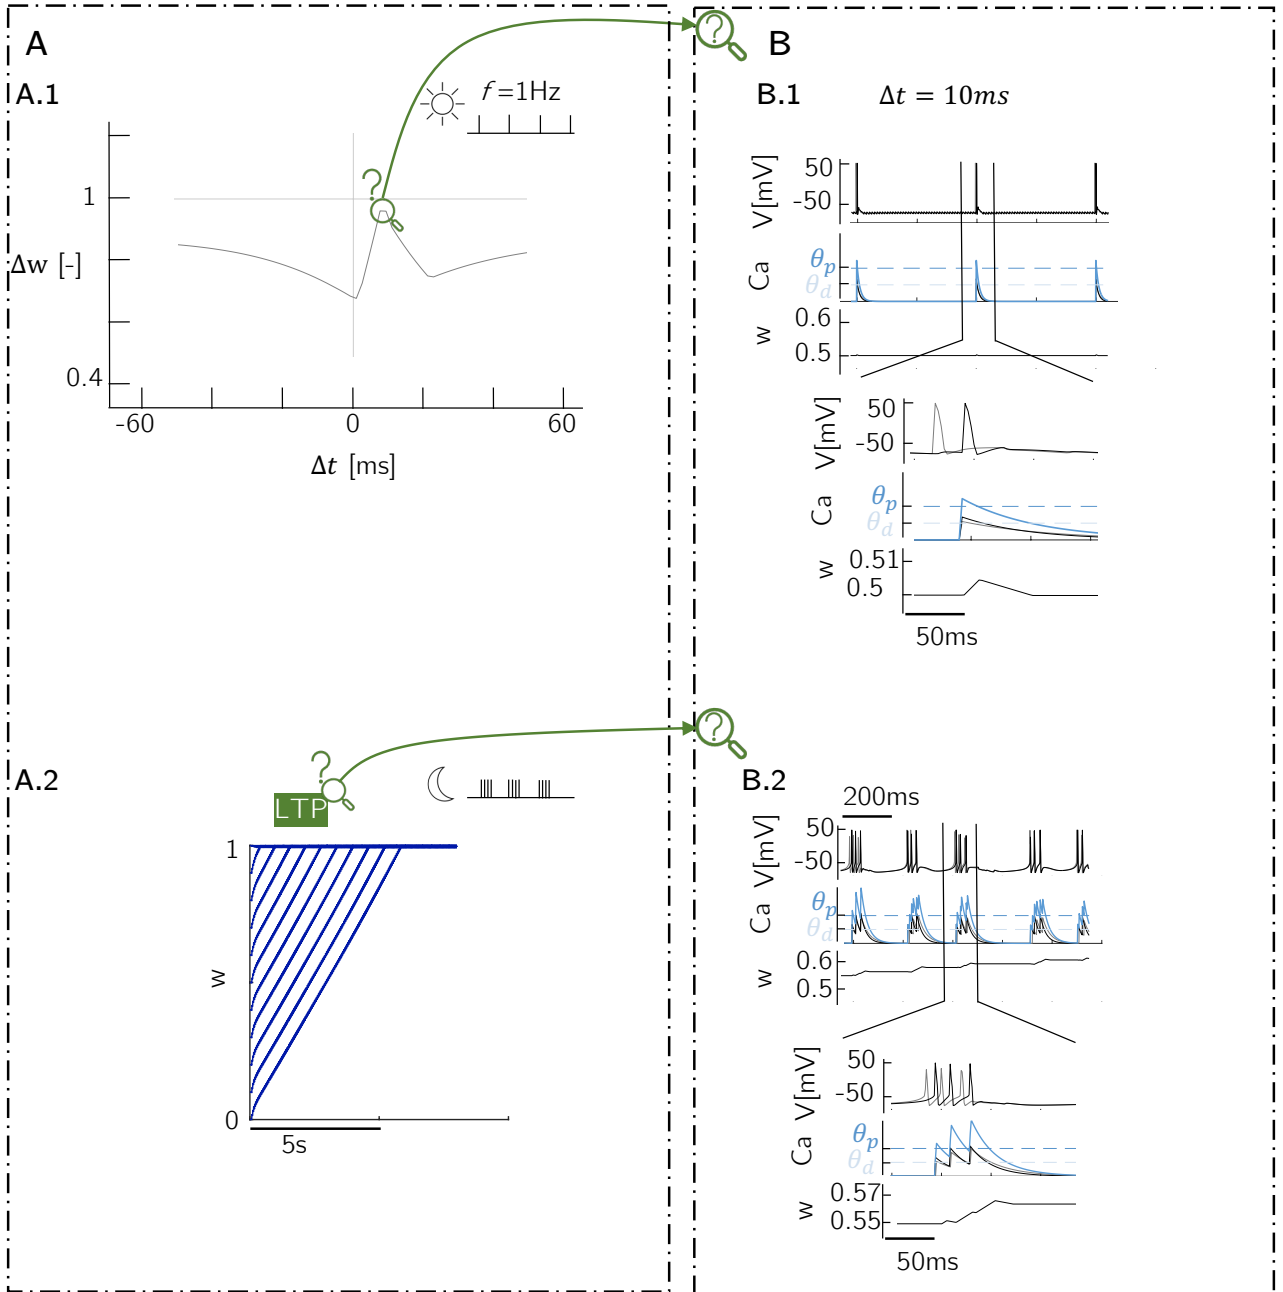 A
A.1
f=1Hz
?
1
Δw [-]
0.4
-60
0
60
Δt [ms]
A.2
?
LTP
1
w
0
5s
?
B
B.1
Δt = 10ms
V[mV]
50
-50
Ca
θp
θd
w
0.6
0.5
V[mV]
50
-50
Ca
θp
θd
w
0.51
0.5
50ms
?
B.2
200ms
V[mV]
50
-50
Ca
θp
θd
w
0.6
0.5
V[mV]
50
-50
Ca
θp
θd
w
0.57
0.55
50ms